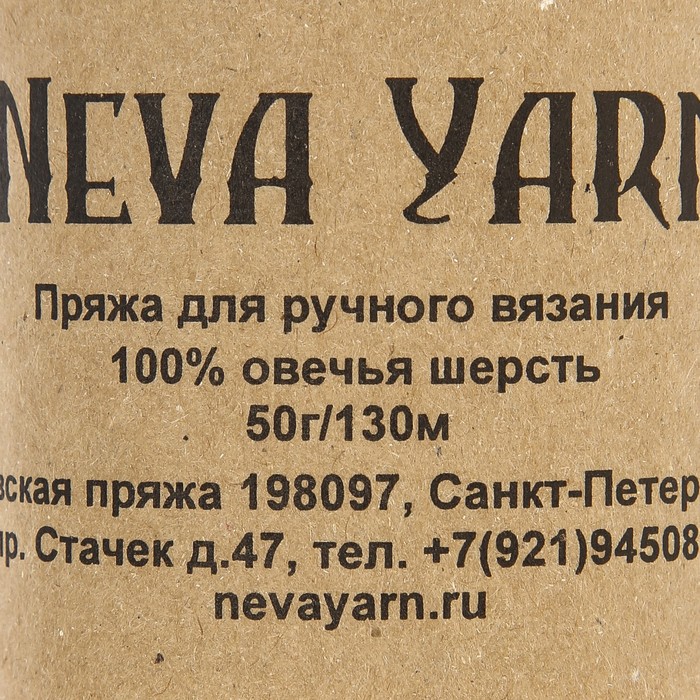 NEVA YARN
Пряжа для ручного вязания
100% овечья шерсть
50г/130м
пряжа 198097, Санкт-Петер
пр. Стачек д.47, тел. +7(921)94508
nevayarn.ru